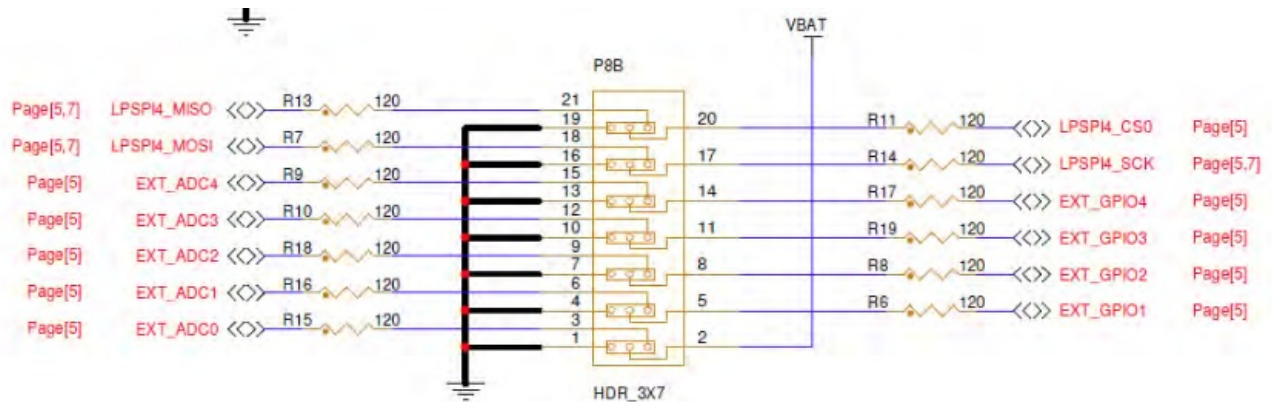 VBAT
P8B
Page[5,7] LPSPI4_MISO R13 120 21
19 20 R11 120 LPSPI4_CS0 Page[5]
Page[5,7] LPSPI4_MOSI R7 120 18
16 17 R14 120 LPSPI4_SCK Page[5,7]
Page[5] EXT_ADC4 R9 120 15
13 14 R17 120 EXT_GPIO4 Page[5]
Page[5] EXT_ADC3 R10 120 12
10 11 R19 120 EXT_GPIO3 Page[5]
Page[5] EXT_ADC2 R18 120 9
7 8 R8 120 EXT_GPIO2 Page[5]
Page[5] EXT_ADC1 R16 120 6
4 5 R6 120 EXT_GPIO1 Page[5]
Page[5] EXT_ADC0 R15 120 3
1 2
HDR_3X7